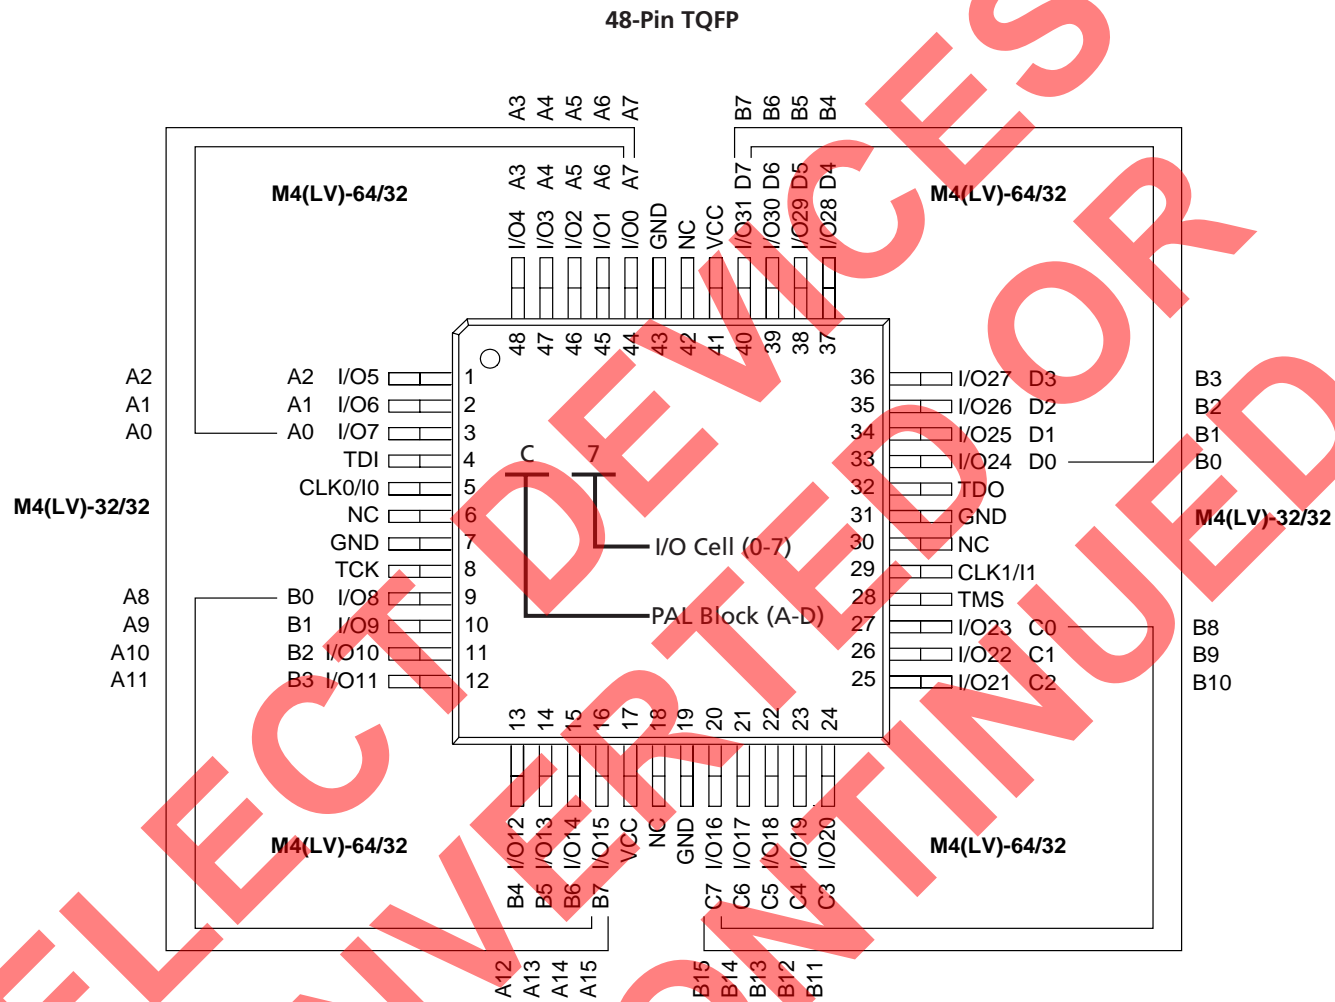 48-Pin TQFP
A3 A4 A5 A6 A7 B7 B6 B5 B4
M4(LV)-64/32 A3 A4 A5 A6 A7 D7 D6 D5 D4 M4(LV)-64/32
I/O4 I/O3 I/O2 I/O1 I/O0 GND NC VCC I/O31 I/O30 I/O29 I/O28
48 47 46 45 44 43 42 41 40 39 38 37
A2 A2 I/O5 1 36 I/O27 D3 B3
A1 A1 I/O6 2 35 I/O26 D2 B2
A0 A0 I/O7 3 34 I/O25 D1 B1
TDI 4 33 I/O24 D0 B0
C 7
CLK0/I0 5 32 TDO
M4(LV)-32/32 NC 6 31 GND M4(LV)-32/32
GND 7 30 NC
I/O Cell (0-7)
TCK 8 29 CLK1/I1
A8 B0 I/O8 9 28 TMS
PAL Block (A-D)
A9 B1 I/O9 10 27 I/O23 C0 B8
A10 B2 I/O10 11 26 I/O22 C1 B9
A11 B3 I/O11 12 25 I/O21 C2 B10
13 14 15 16 17 18 19 20 21 22 23 24
I/O12 I/O13 I/O14 I/O15 VCC NC GND I/O16 I/O17 I/O18 I/O19 I/O20
M4(LV)-64/32 B4 B5 B6 B7 C7 C6 C5 C4 C3 M4(LV)-64/32
A12 A13 A14 A15 B15 B14 B13 B12 B11
DEVICES
OR